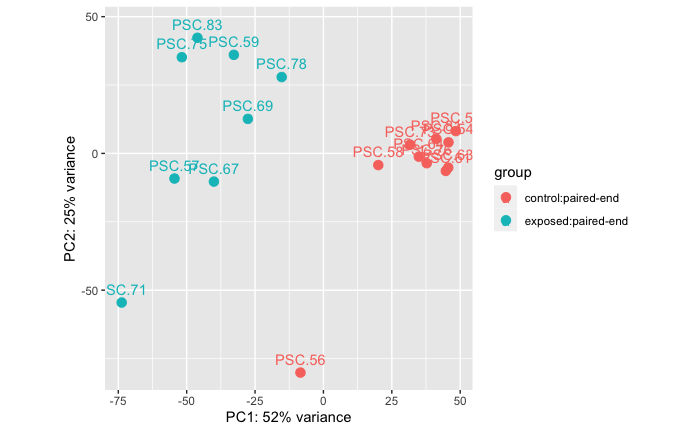 50
PSC.83
PSC.75
PSC.59
PSC.78
PSC.69
PSC.58
0
PSC.57
PSC.67
-50
SC.71
PSC.56
-75
-50
-25
0
25
50
PC1: 52% variance
PC2: 25% variance
group
control:paired-end
exposed:paired-end